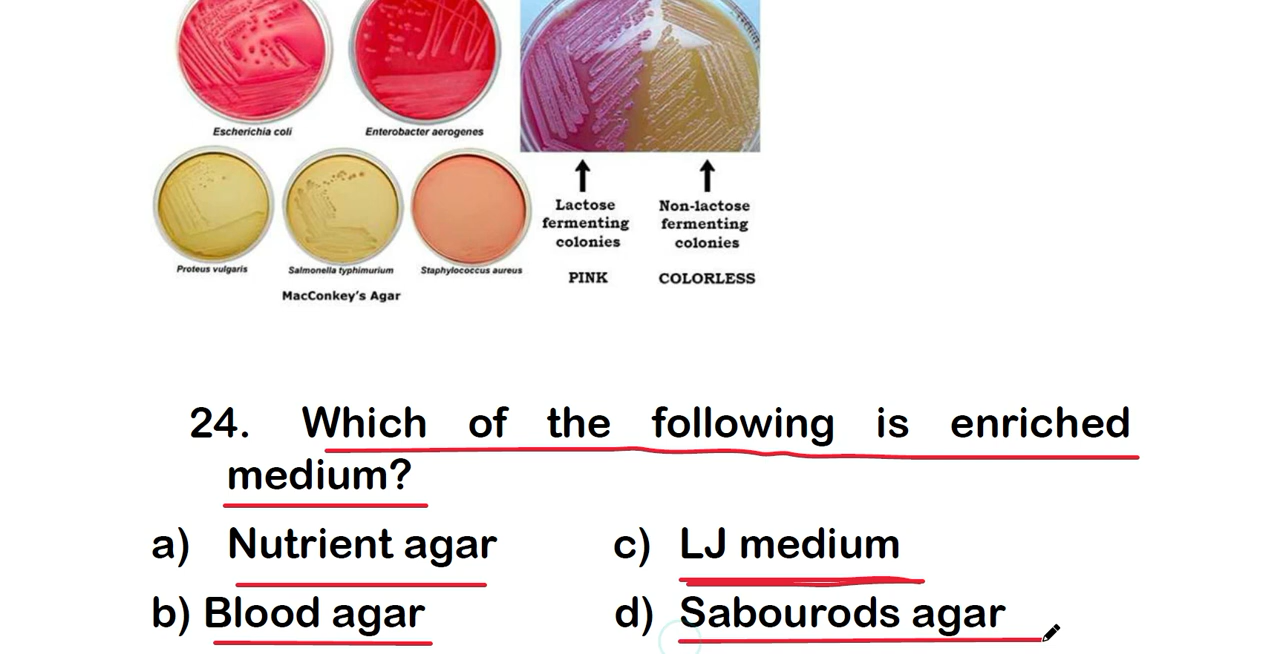 Escherichia coli
Enterobacter aerogenes
Proteus vulgaris
Salmonella typhimurium
Staphylococcus aureus
MacConkey's Agar
Lactose
fermenting
colonies
PINK
Non-lactose
fermenting
colonies
COLORLESS
24. Which of the following is enriched
medium?
a) Nutrient agar
c) LJ medium
b) Blood agar
d) Sabourods agar